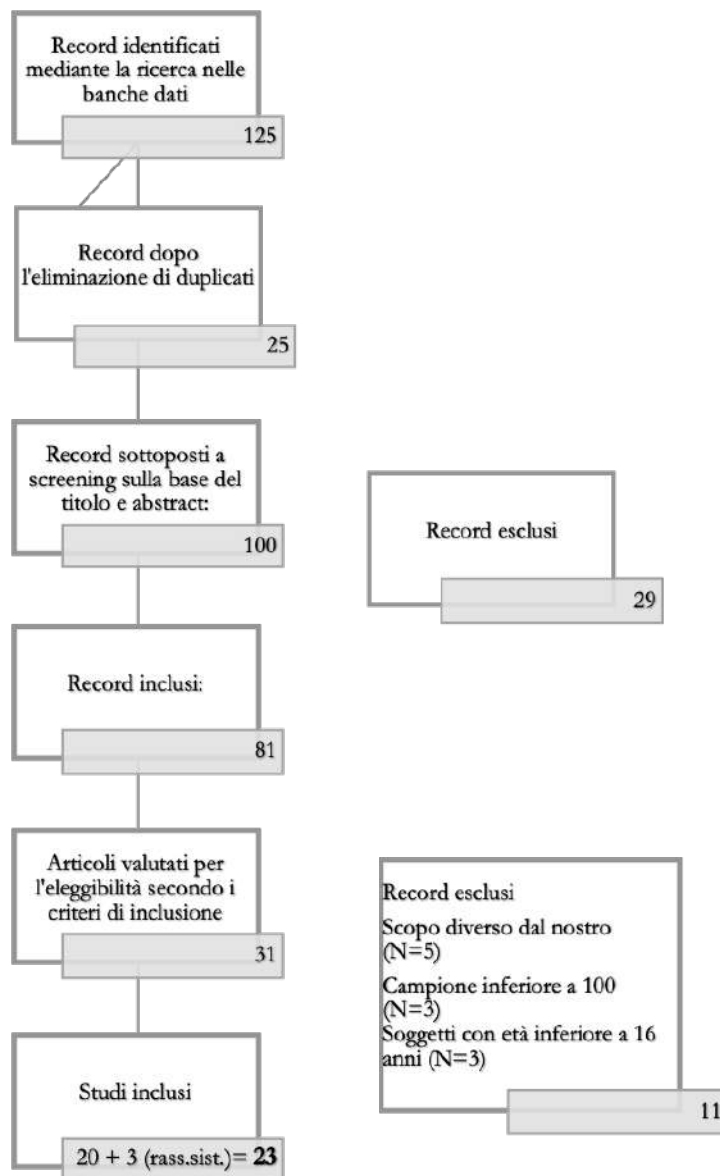 Record identificati
mediante la ricerca nelle
banche dati
125
Record dopo
l'eliminazione di duplicati
25
Record sottoposti a
screening sulla base del
titolo e abstract:
100
Record esclusi
29
Record inclusi:
81
Articoli valutati per
l'eleggibilità secondo i
criteri di inclusione
31
Record esclusi
Scopo diverso dal nostro
(N=5)
Campione inferiore a 100
(N=3)
Soggetti con età inferiore a 16
anni (N=3)
11
Studi inclusi
20 + 3 (rass.sist.)= 23